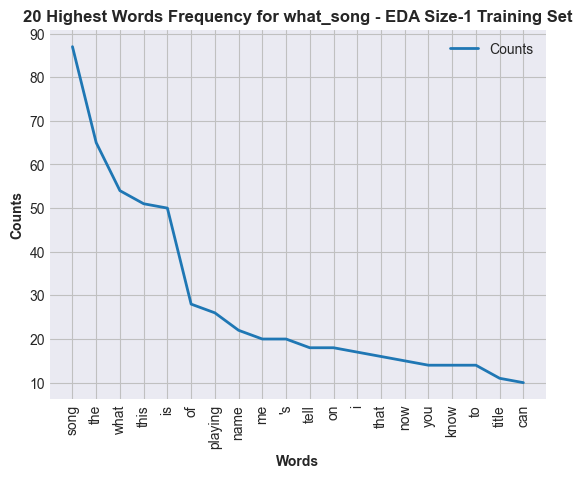 20 Highest Words Frequency for what_song - EDA Size-1 Training Set
Counts
90
80
70
60
50
40
30
20
10
Counts
song the what this is of playing name me 's tell on i that now you know to title can
Words